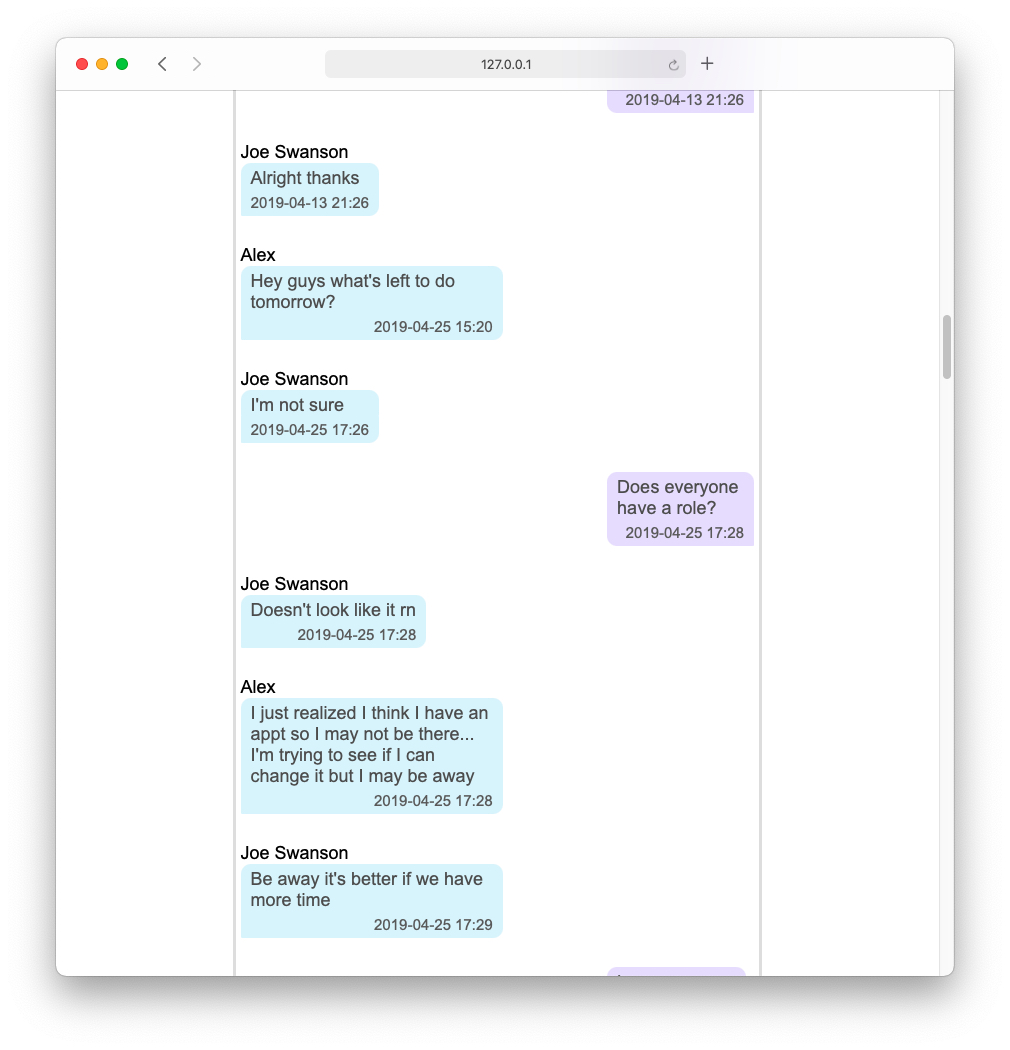 127.0.0.1
2019-04-13 21:26
Joe Swanson
Alright thanks
2019-04-13 21:26
Alex
Hey guys what's left to do
tomorrow?
2019-04-25 15:20
Joe Swanson
I'm not sure
2019-04-25 17:26
Does everyone
have a role?
2019-04-25 17:28
Joe Swanson
Doesn't look like it rn
2019-04-25 17:28
Alex
I just realized I think I have an
appt so I may not be there...
I'm trying to see if I can
change it but I may be away
2019-04-25 17:28
Joe Swanson
Be away it's better if we have
more time
2019-04-25 17:29